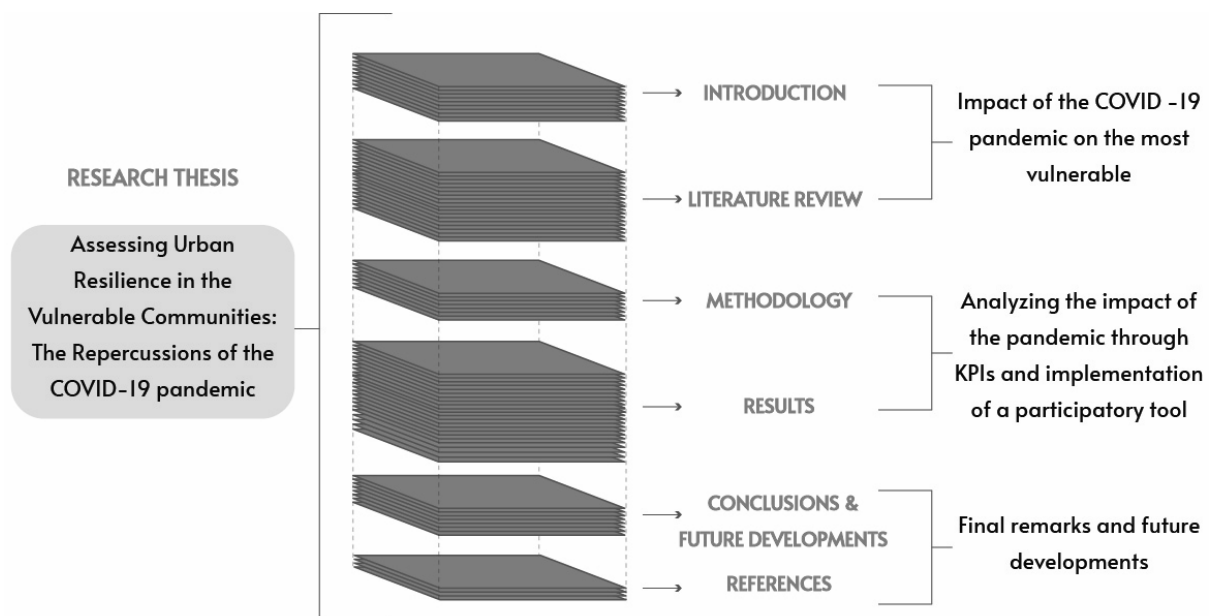 RESEARCH THESIS
Assessing Urban
Resilience in the
Vulnerable Communities:
The Repercussions of the
COVID-19 pandemic
INTRODUCTION
LITERATURE REVIEW
METHODOLOGY
RESULTS
CONCLUSIONS &
FUTURE DEVELOPMENTS
REFERENCES
Impact of the COVID -19
pandemic on the most
vulnerable
Analyzing the impact of
the pandemic through
KPIs and implementation
of a participatory tool
Final remarks and future
developments